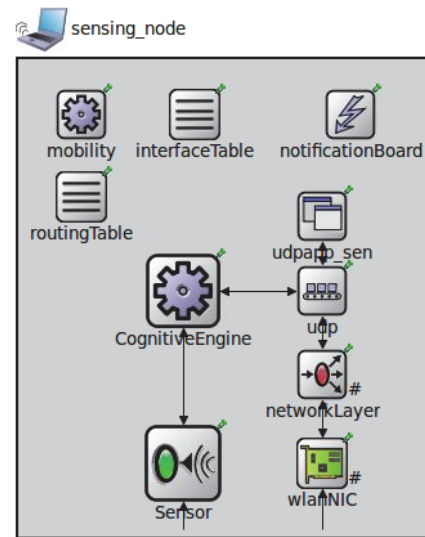 sensing_node
mobility
interfaceTable
notificationBoard
routingTable
udpapp_sen
CognitiveEngine
udp
networkLayer
#
Sensor
wlanNIC
#